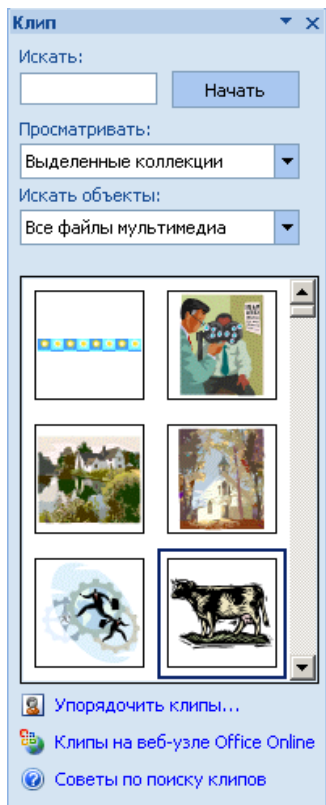 Клип
Искать:
Начать
Просматривать:
Выделенные коллекции
Искать объекты:
Все файлы мультимедиа
Упорядочить клипы...
Клипы на веб-узле Office Online
Советы по поиску клипов